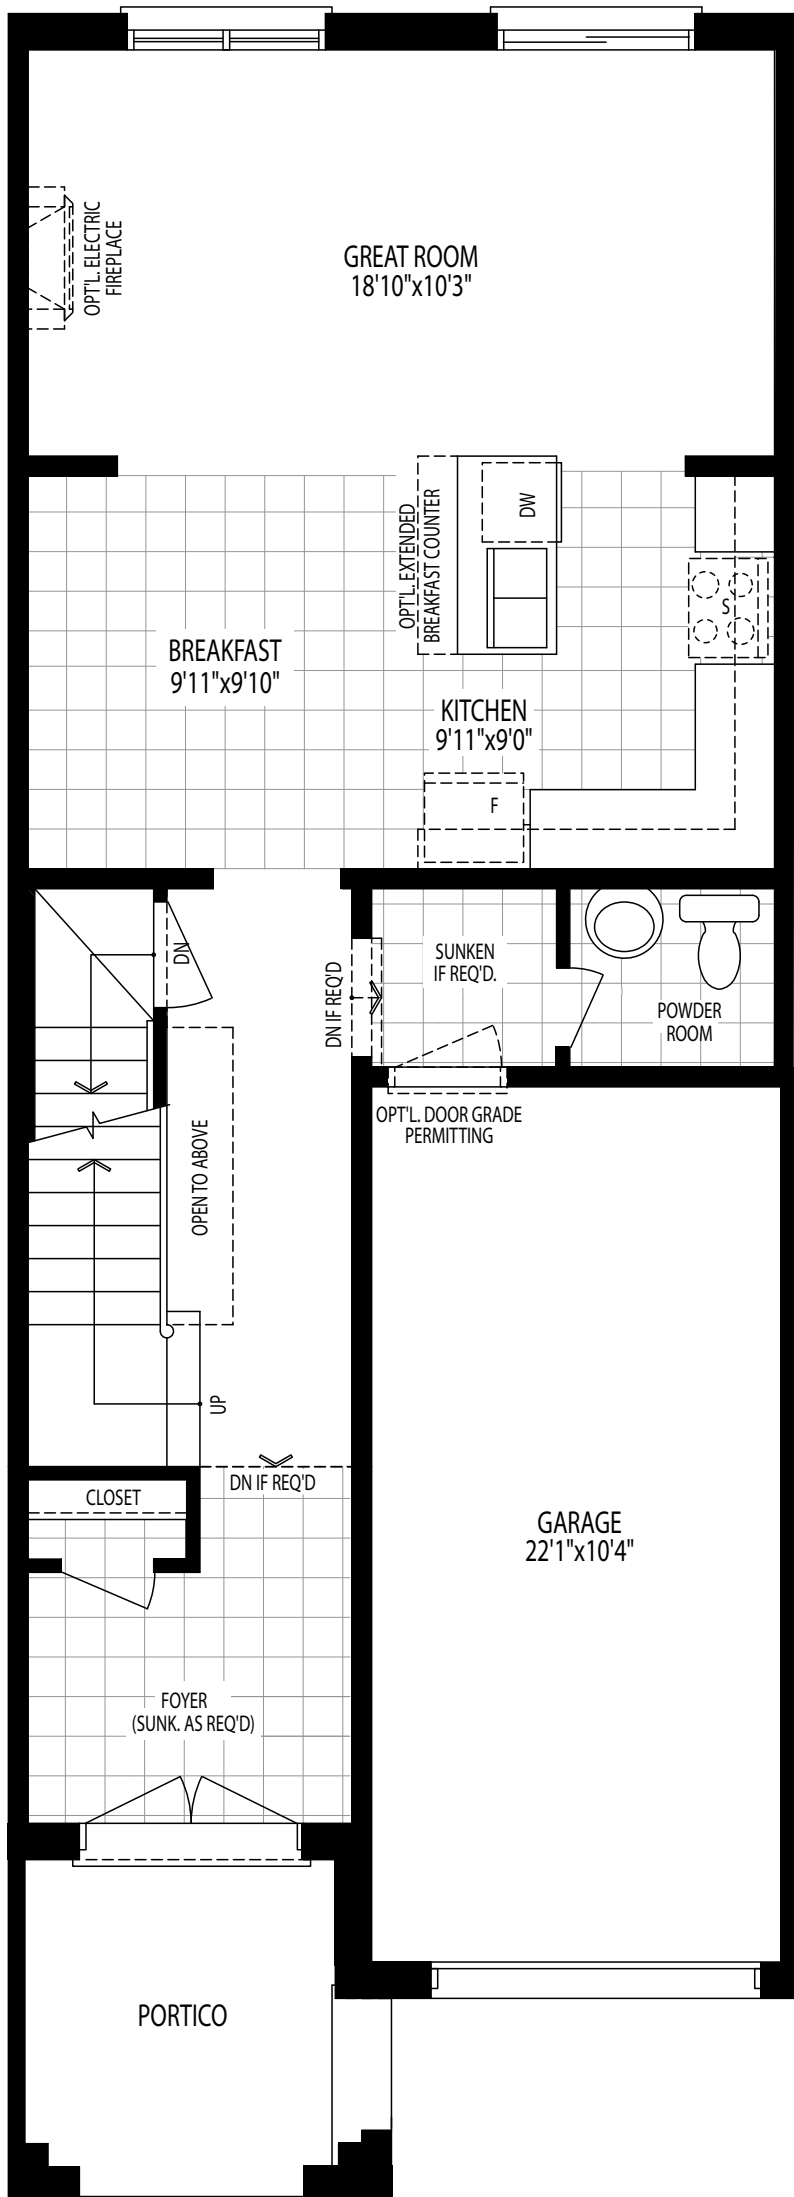 OPT'L. ELECTRIC
FIREPLACE
GREAT ROOM
18'10"x10'3"
OPT'L. EXTENDED
BREAKFAST COUNTER
DW
S
BREAKFAST
9'11"x9'10"
KITCHEN
9'11"x9'0"
F
DN
DN IF REQ'D
SUNKEN
IF REQ'D.
POWDER
ROOM
OPT'L. DOOR GRADE
PERMITTING
OPEN TO ABOVE
UP
DN IF REQ'D
CLOSET
GARAGE
22'1"x10'4"
FOYER
(SUNK. AS REQ'D)
PORTICO